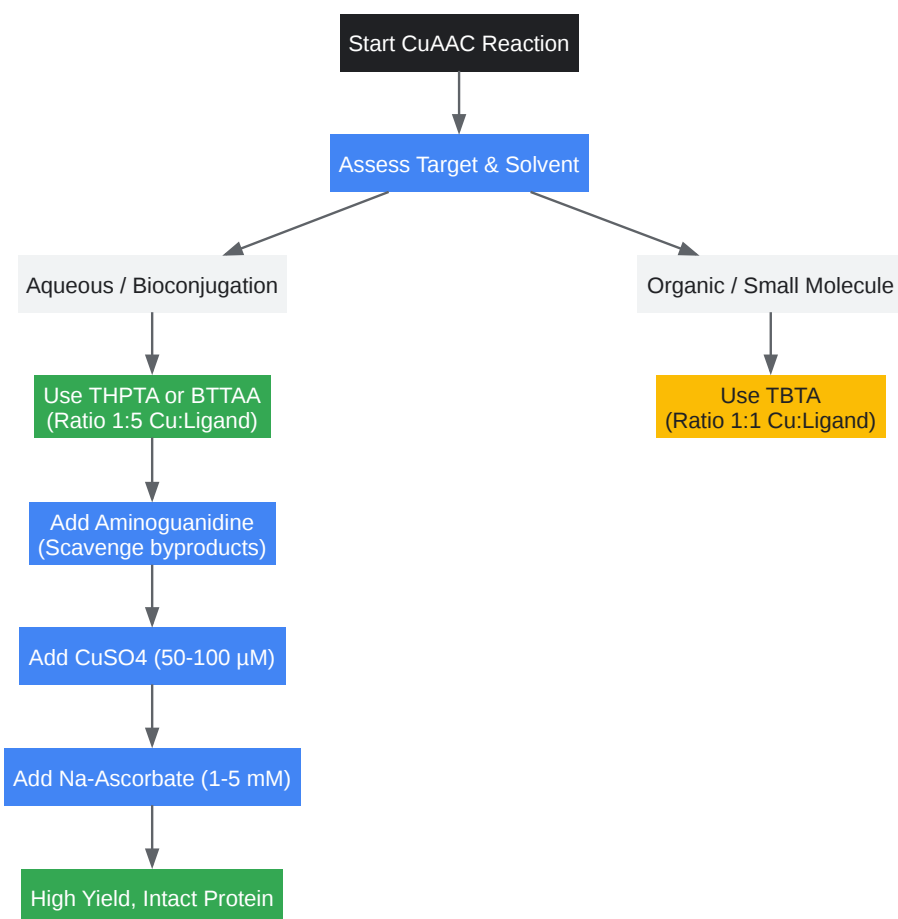 Start CuAAC Reaction
Assess Target & Solvent
Aqueous / Bioconjugation
Organic / Small Molecule
Use THPTA or BTTAA
(Ratio 1:5 Cu:Ligand)
Use TBTA
(Ratio 1:1 Cu:Ligand)
Add Aminoguanidine
(Scavenge byproducts)
Add CuSO4 (50-100 µM)
Add Na-Ascorbate (1-5 mM)
High Yield, Intact Protein